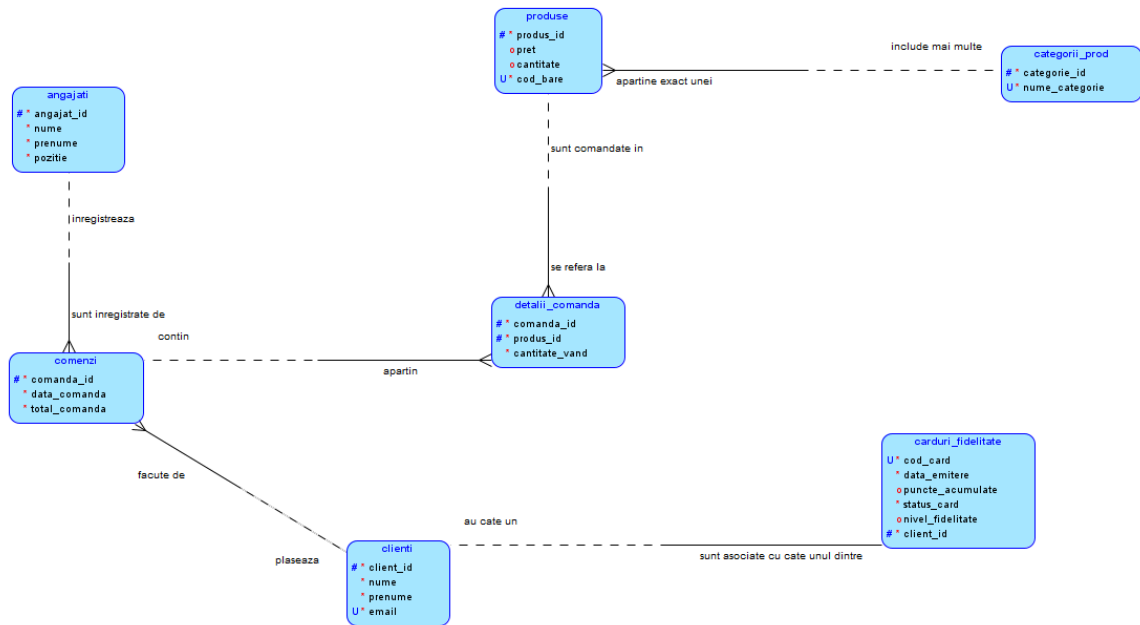 produse
# * produs_id
o pret
o cantitate
U * cod_bare
include mai multe
apartine exact unei
categorii_prod
# * categorie_id
U * nume_categorie
angajati
# * angajat_id
* nume
* prenume
* pozitie
sunt comandate in
inregistreaza
se refera la
sunt inregistrate de
detalii_comanda
# * comanda_id
# * produs_id
* cantitate_vand
contin
apartin
comenzi
# * comanda_id
* data_comanda
* total_comanda
facute de
plaseaza
carduri_fidelitate
U * cod_card
* data_emitere
o puncte_acumulate
* status_card
o nivel_fidelitate
# * client_id
au cate un
sunt asociate cu cate unul dintre
clienti
# * client_id
* nume
* prenume
U * email